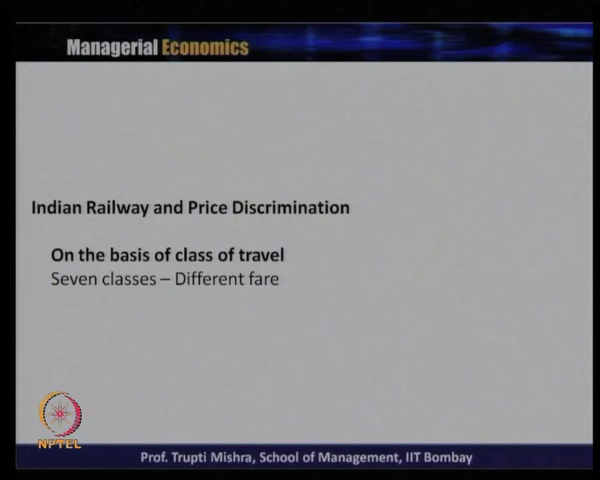 Managerial Economics
Indian Railway and Price Discrimination
On the basis of class of travel
Seven classes – Different fare
NPTEL
Prof. Trupti Mishra, School of Management, IIT Bombay